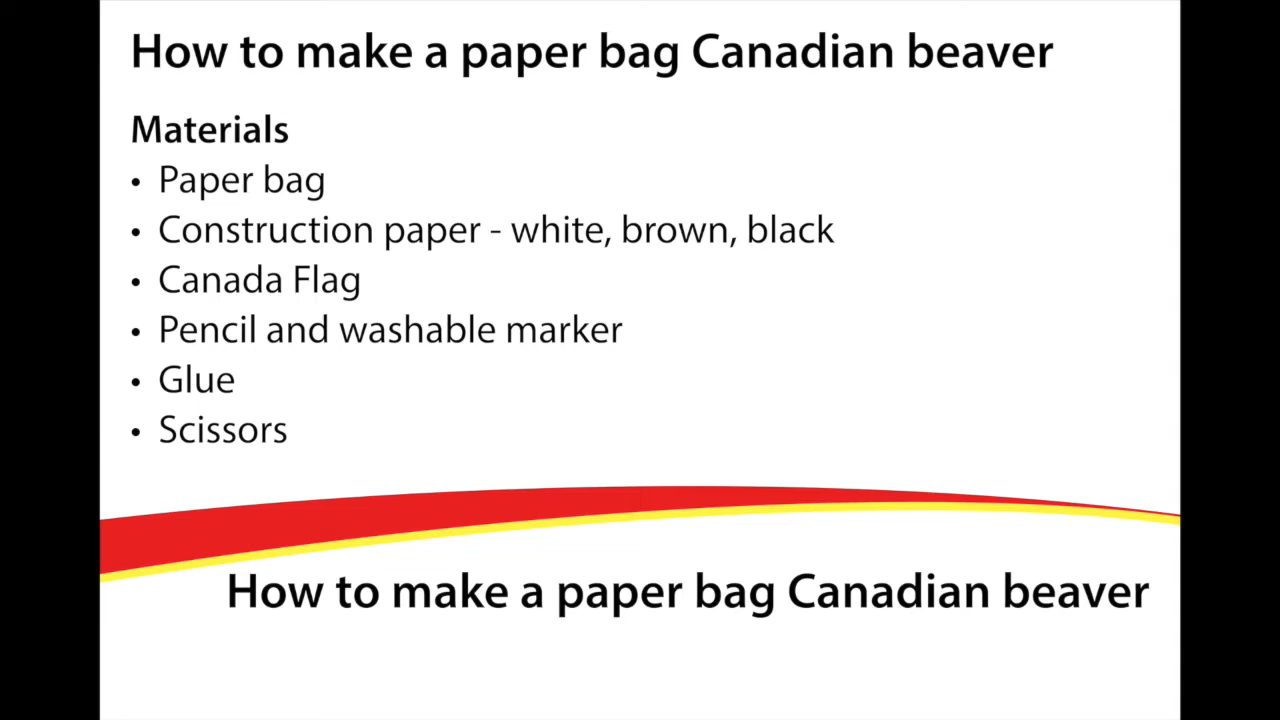 How to make a paper bag Canadian beaver
Materials
• Paper bag
• Construction paper - white, brown, black
• Canada Flag
• Pencil and washable marker
• Glue
• Scissors
How to make a paper bag Canadian beaver